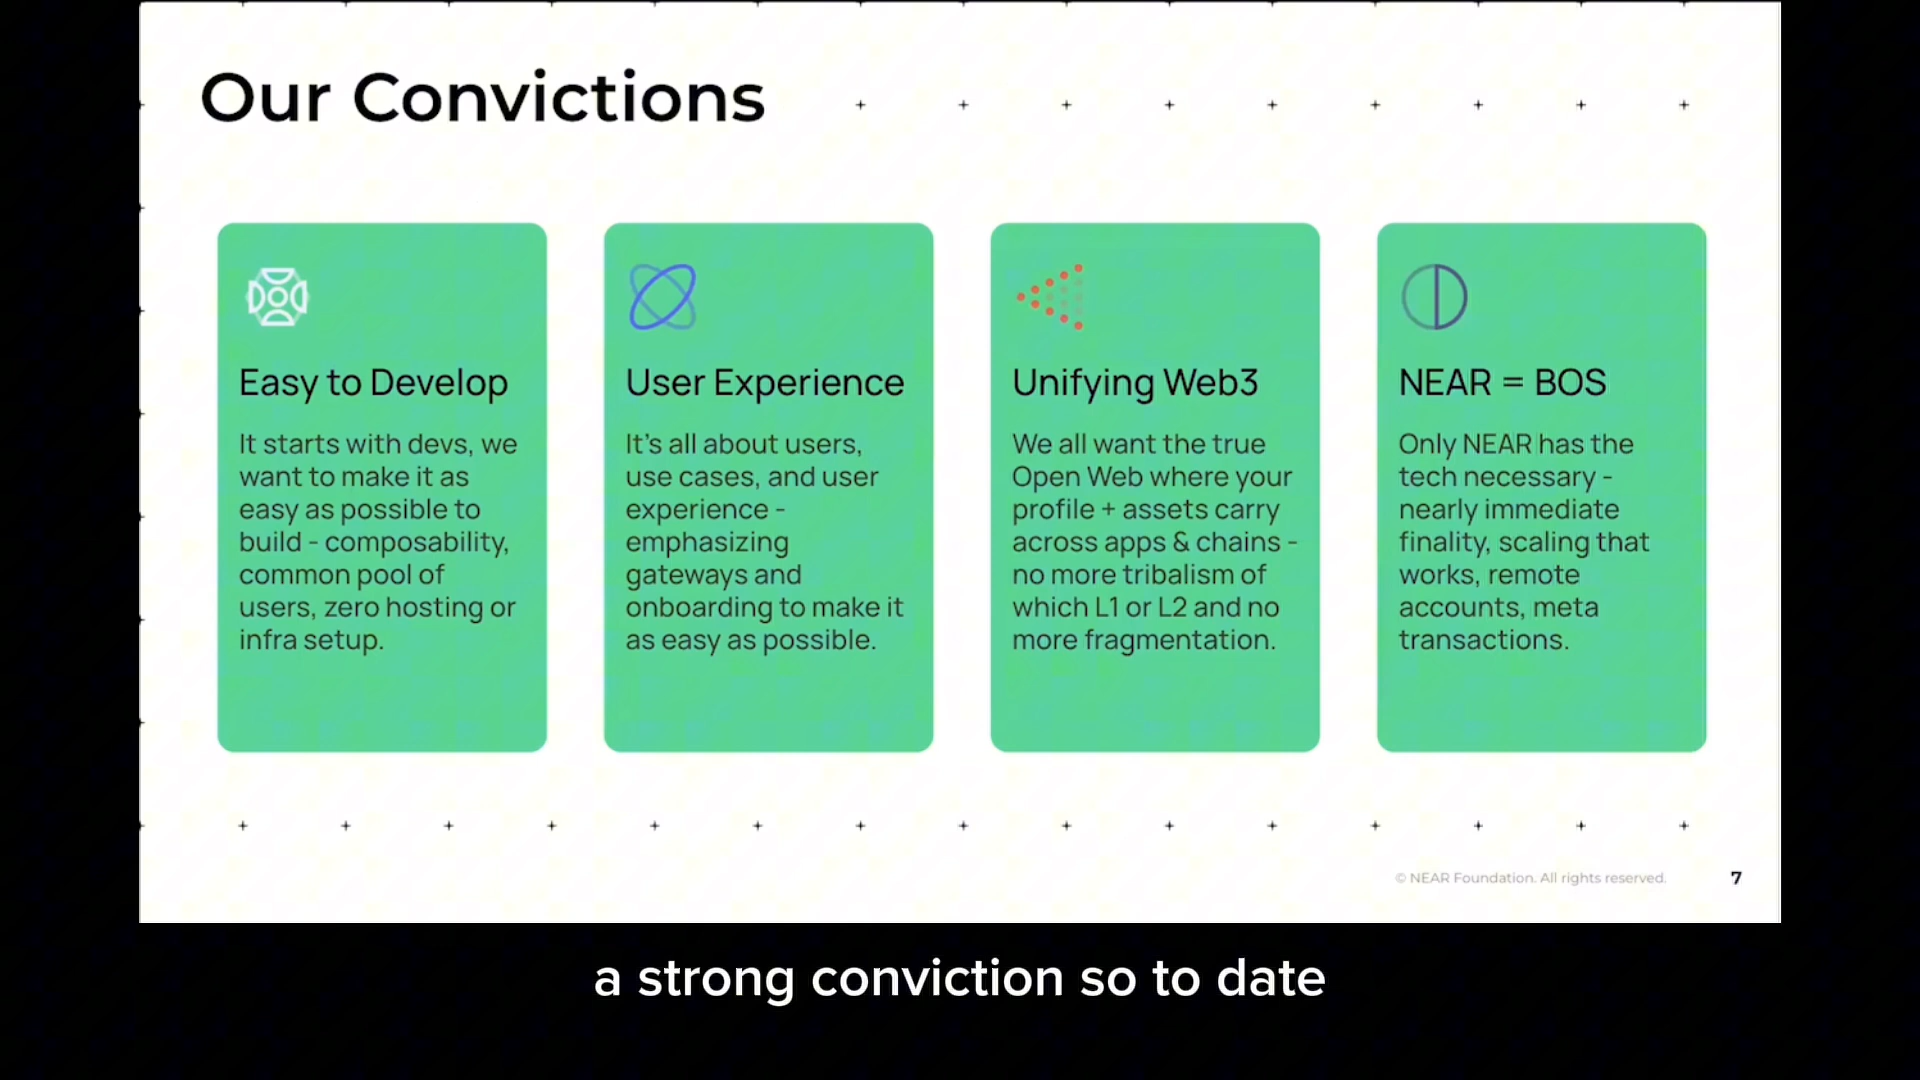 Our Convictions
Easy to Develop
It starts with devs, we
want to make it as
easy as possible to
build - composability,
common pool of
users, zero hosting or
infra setup.
User Experience
It's all about users,
use cases, and user
experience -
emphasizing
gateways and
onboarding to make it
as easy as possible.
Unifying Web3
We all want the true
Open Web where your
profile + assets carry
across apps & chains -
no more tribalism of
which L1 or L2 and no
more fragmentation.
NEAR = BOS
Only NEAR has the
tech necessary -
nearly immediate
finality, scaling that
works, remote
accounts, meta
transactions.
© NEAR Foundation. All rights reserved.
7
a strong conviction so to date